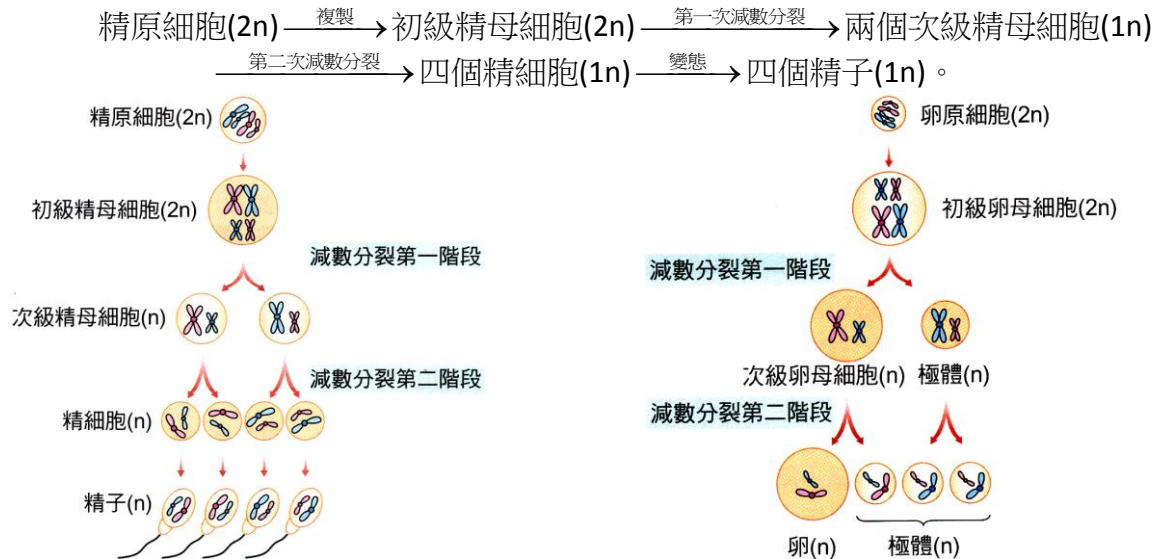 精原細胞(2n) 複製 初級精母細胞(2n) 第一次減數分裂 兩個次級精母細胞(1n)
第二次減數分裂 四個精細胞(1n) 變態 四個精子(1n)。
精原細胞(2n)
初級精母細胞(2n)
減數分裂第一階段
次級精母細胞(n)
減數分裂第二階段
精細胞(n)
精子(n)
卵原細胞(2n)
初級卵母細胞(2n)
減數分裂第一階段
次級卵母細胞(n) 極體(n)
減數分裂第二階段
卵(n) 極體(n)